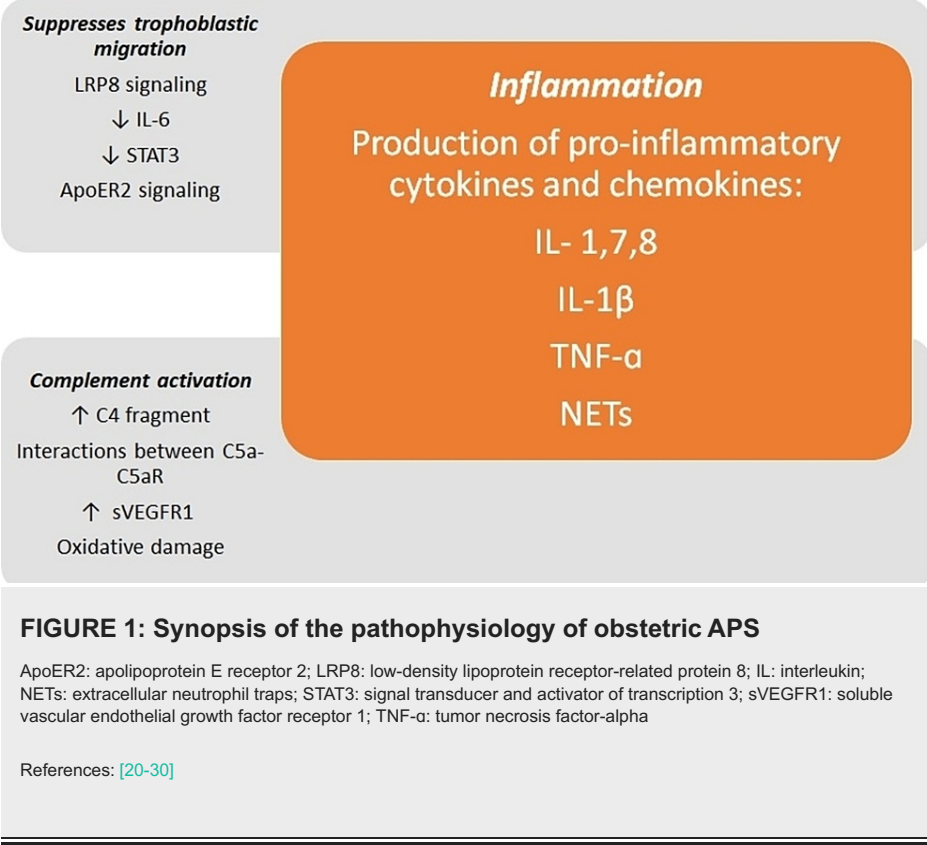 Suppresses trophoblastic
migration
LRP8 signaling
↓ IL-6
↓ STAT3
ApoER2 signaling
Inflammation
Production of pro-inflammatory
cytokines and chemokines:
IL- 1,7,8
IL-1β
TNF-α
NETs
Complement activation
↑ C4 fragment
Interactions between C5a-
C5aR
↑ sVEGFR1
Oxidative damage
FIGURE 1: Synopsis of the pathophysiology of obstetric APS
ApoER2: apolipoprotein E receptor 2; LRP8: low-density lipoprotein receptor-related protein 8; IL: interleukin;
NETs: extracellular neutrophil traps; STAT3: signal transducer and activator of transcription 3; sVEGFR1: soluble
vascular endothelial growth factor receptor 1; TNF-α: tumor necrosis factor-alpha
References: [20-30]